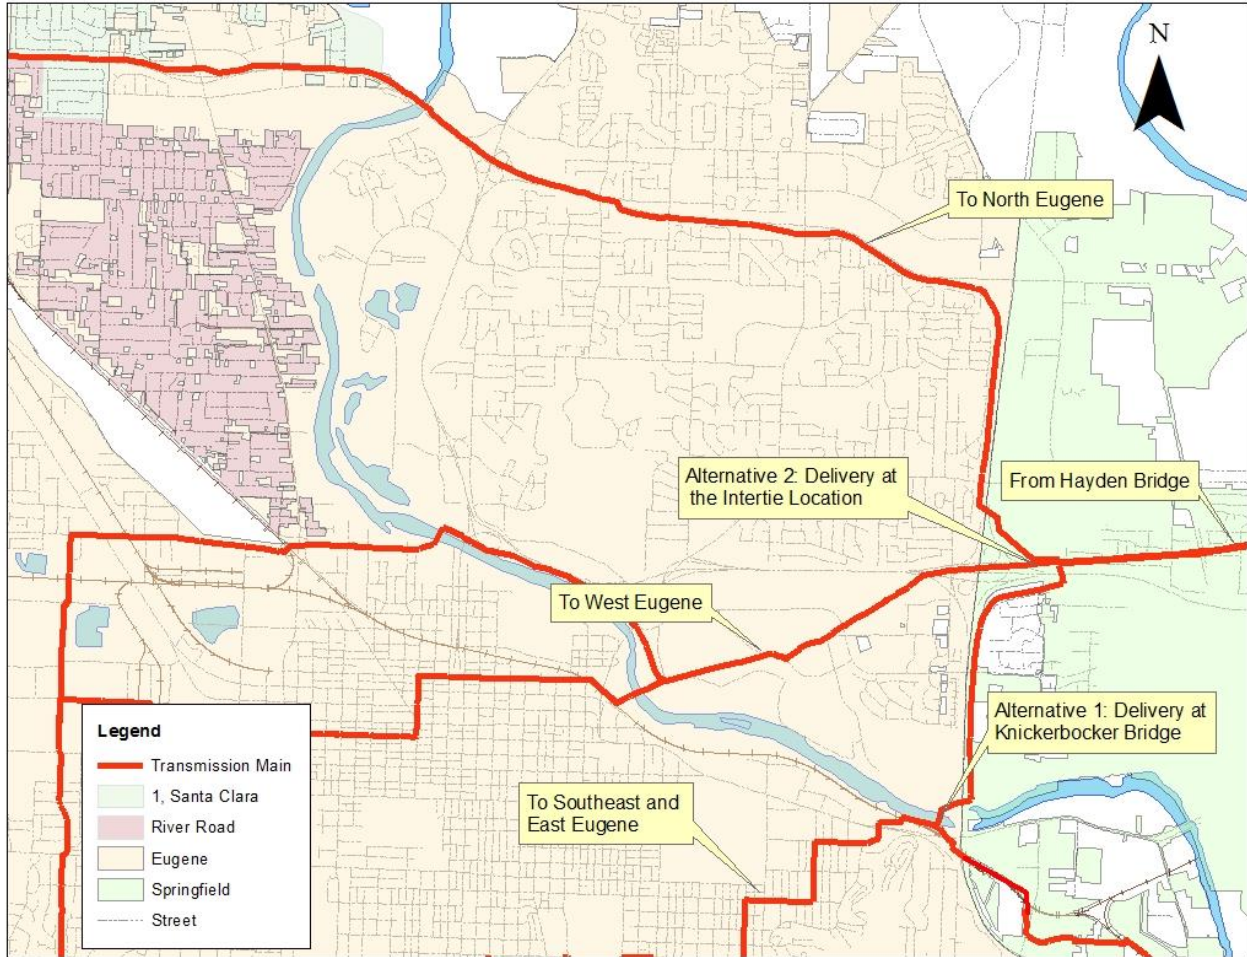 N
To North Eugene
Alternative 2: Delivery at
the Intertie Location
From Hayden Bridge
To West Eugene
Alternative 1: Delivery at
Knickerbocker Bridge
To Southeast and
East Eugene
Legend
Transmission Main
1, Santa Clara
River Road
Eugene
Springfield
Street